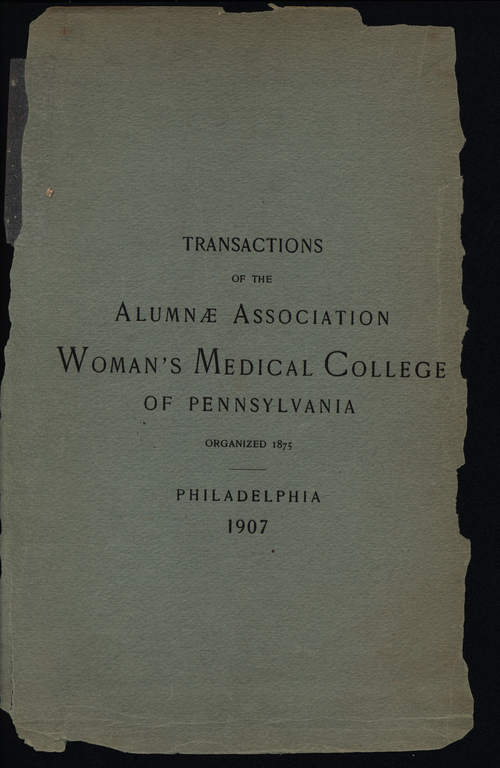 TRANSACTIONS
OF THE
ALUMNÆ ASSOCIATION
WOMAN'S MEDICAL COLLEGE
OF PENNSYLVANIA
ORGANIZED 1875
PHILADELPHIA
1907